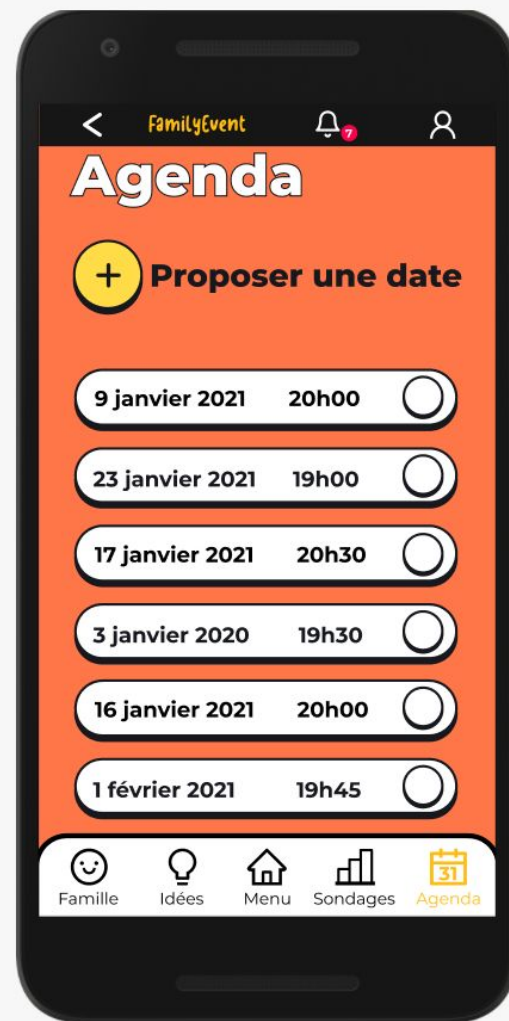 FamilyEvent 7
Agenda
+ Proposer une date
9 janvier 2021 20h00
23 janvier 2021 19h00
17 janvier 2021 20h30
3 janvier 2020 19h30
16 janvier 2021 20h00
1 février 2021 19h45
31
Famille Idées Menu Sondages Agenda